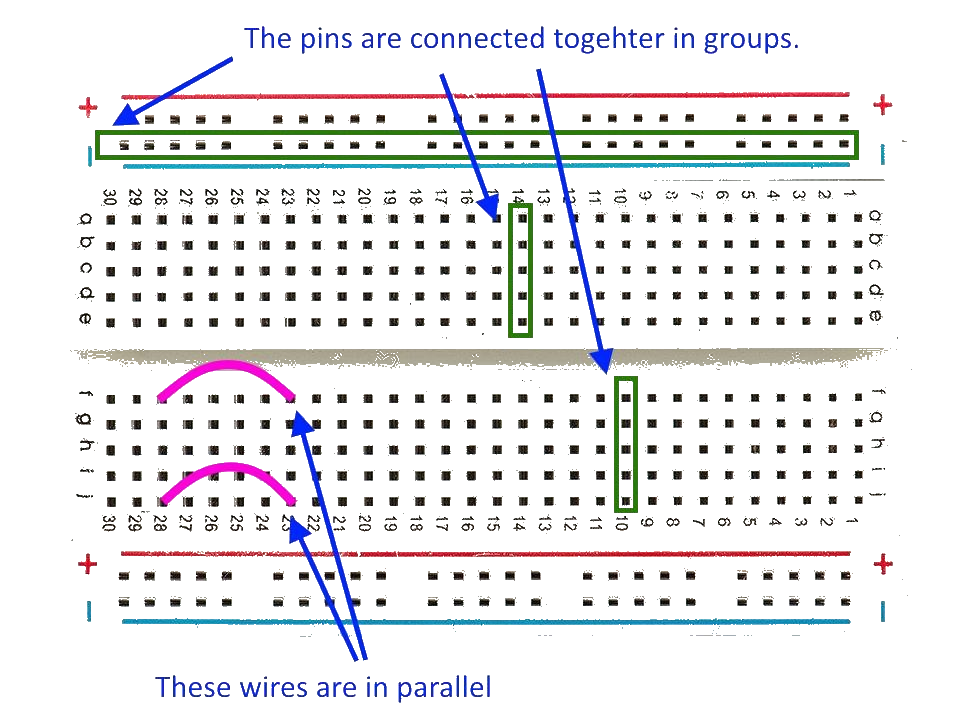 The pins are connected togehter in groups.
+ +
30 29 28 27 26 25 24 23 22 21 20 19 18 17 16 15 14 13 12 11 10 9 8 7 6 5 4 3 2 1
a a
b b
c c
d d
e e
f f
g g
h h
i i
j j
30 29 28 27 26 25 24 23 22 21 20 19 18 17 16 15 14 13 12 11 10 9 8 7 6 5 4 3 2 1
+ +
These wires are in parallel